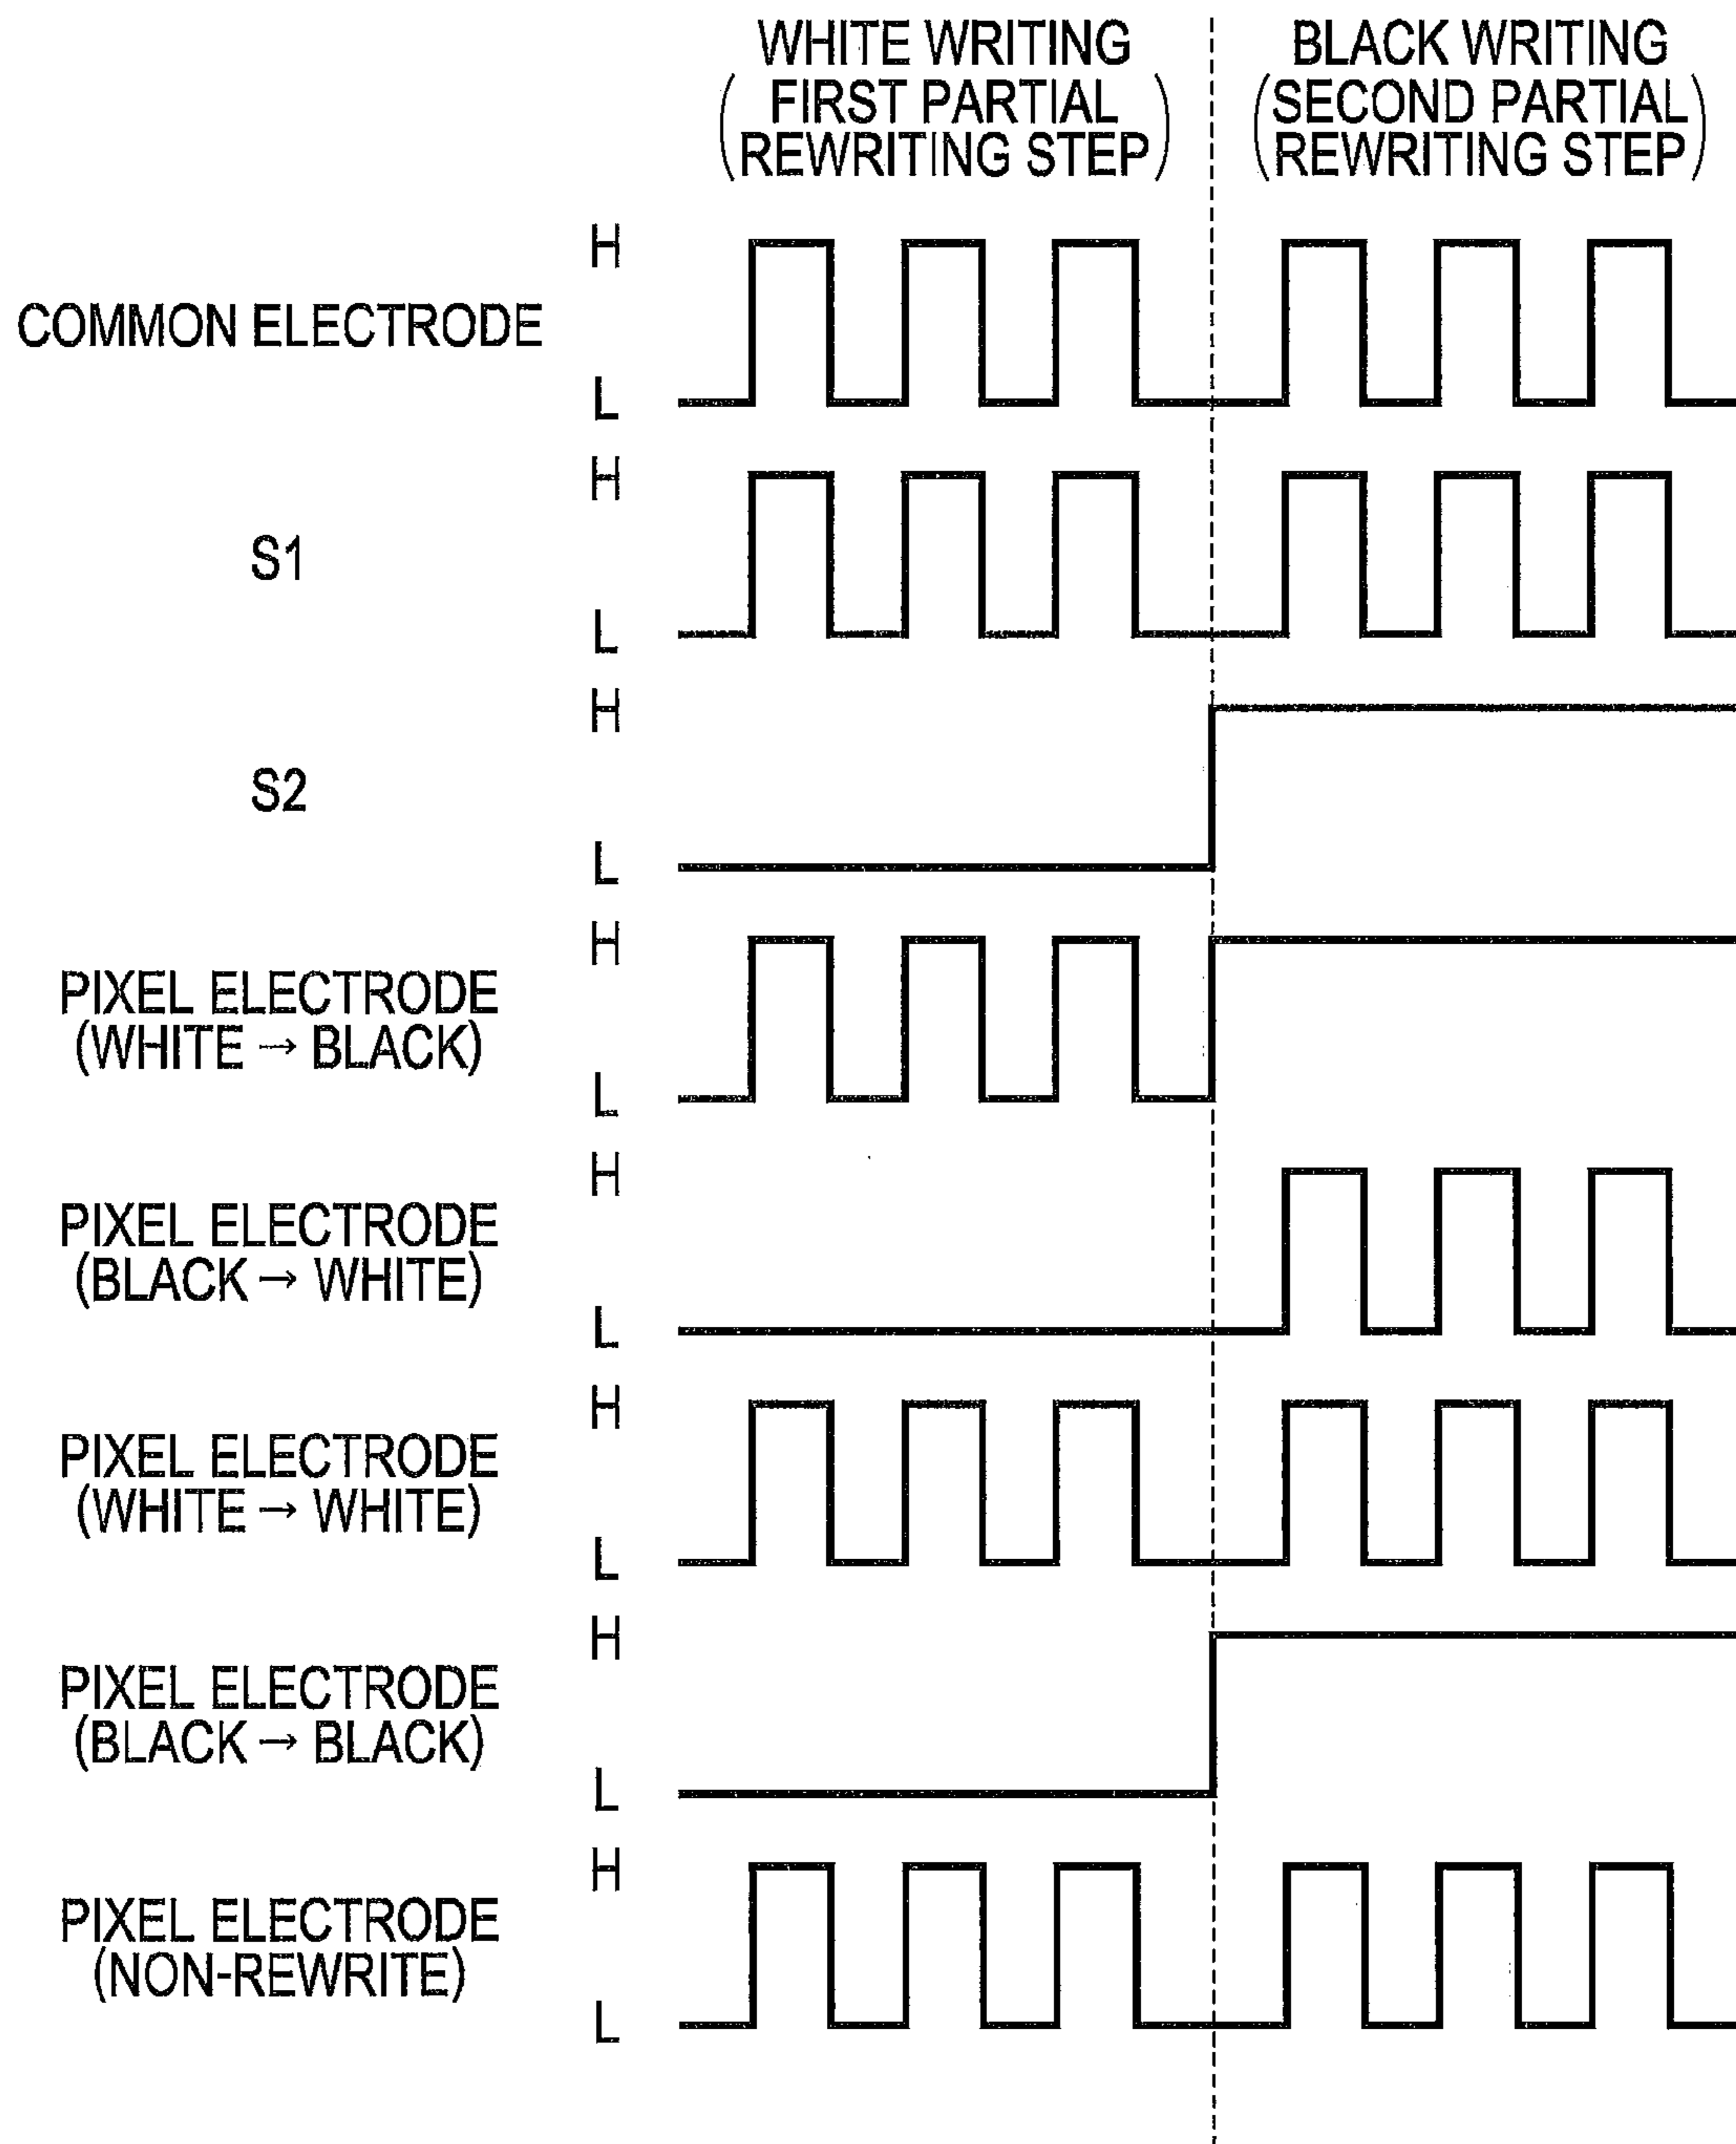 WHITE WRITING
(FIRST PARTIAL
REWRITING STEP)
BLACK WRITING
(SECOND PARTIAL
REWRITING STEP)
H
COMMON ELECTRODE
L
H
S1
L
H
S2
L
H
PIXEL ELECTRODE
(WHITE → BLACK)
L
H
PIXEL ELECTRODE
(BLACK → WHITE)
L
H
PIXEL ELECTRODE
(WHITE → WHITE)
L
H
PIXEL ELECTRODE
(BLACK → BLACK)
L
H
PIXEL ELECTRODE
(NON-REWRITE)
L